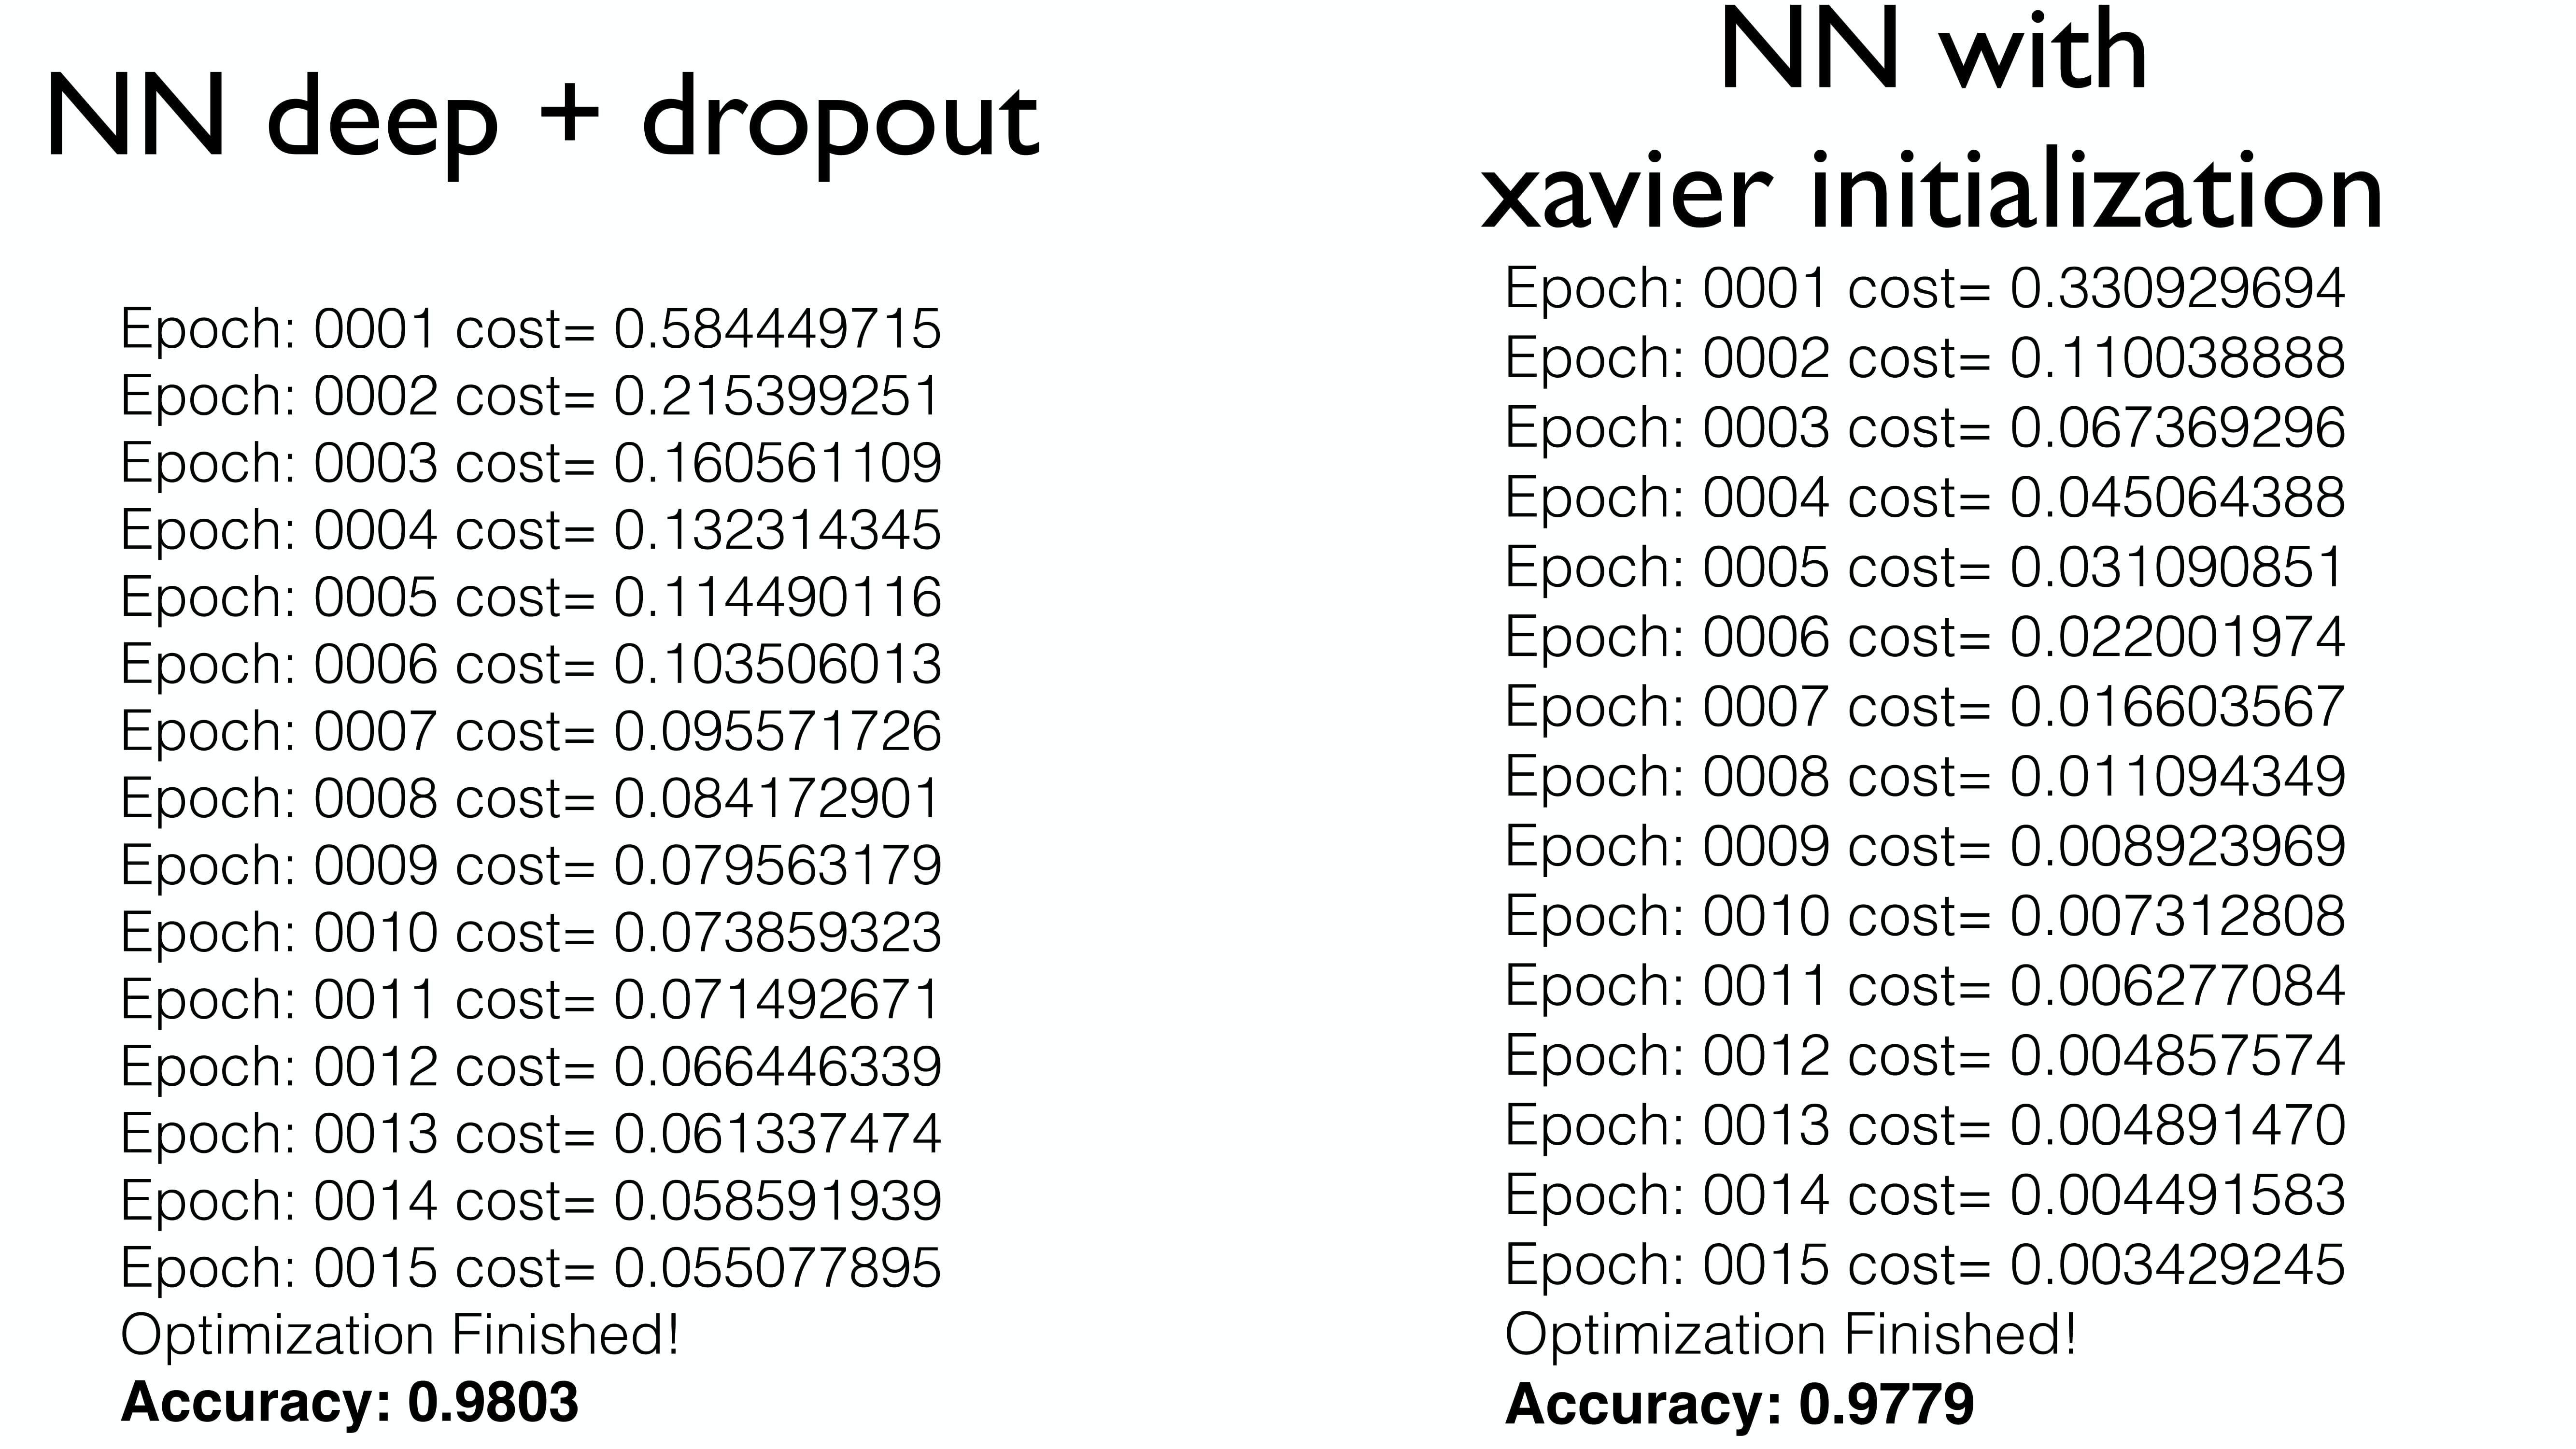 NN deep + dropout
Epoch: 0001 cost= 0.584449715
Epoch: 0002 cost= 0.215399251
Epoch: 0003 cost= 0.160561109
Epoch: 0004 cost= 0.132314345
Epoch: 0005 cost= 0.114490116
Epoch: 0006 cost= 0.103506013
Epoch: 0007 cost= 0.095571726
Epoch: 0008 cost= 0.084172901
Epoch: 0009 cost= 0.079563179
Epoch: 0010 cost= 0.073859323
Epoch: 0011 cost= 0.071492671
Epoch: 0012 cost= 0.066446339
Epoch: 0013 cost= 0.061337474
Epoch: 0014 cost= 0.058591939
Epoch: 0015 cost= 0.055077895
Optimization Finished!
Accuracy: 0.9803
NN with
xavier initialization
Epoch: 0001 cost= 0.330929694
Epoch: 0002 cost= 0.110038888
Epoch: 0003 cost= 0.067369296
Epoch: 0004 cost= 0.045064388
Epoch: 0005 cost= 0.031090851
Epoch: 0006 cost= 0.022001974
Epoch: 0007 cost= 0.016603567
Epoch: 0008 cost= 0.011094349
Epoch: 0009 cost= 0.008923969
Epoch: 0010 cost= 0.007312808
Epoch: 0011 cost= 0.006277084
Epoch: 0012 cost= 0.004857574
Epoch: 0013 cost= 0.004891470
Epoch: 0014 cost= 0.004491583
Epoch: 0015 cost= 0.003429245
Optimization Finished!
Accuracy: 0.9779